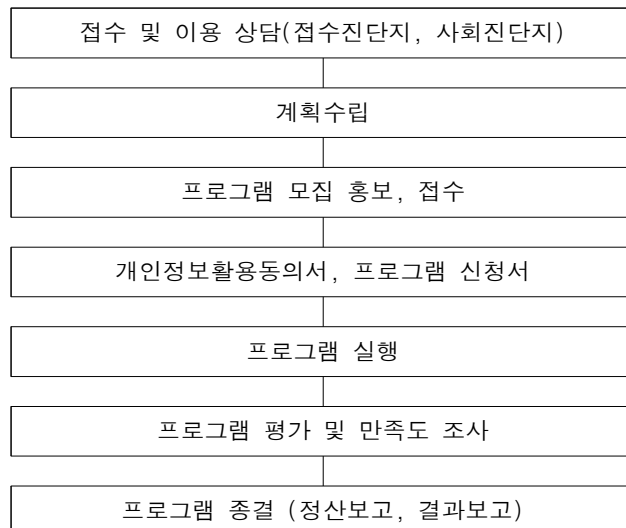 접수 및 이용 상담(접수진단지, 사회진단지)
계획수립
프로그램 모집 홍보, 접수
개인정보활용동의서, 프로그램 신청서
프로그램 실행
프로그램 평가 및 만족도 조사
프로그램 종결 (정산보고, 결과보고)